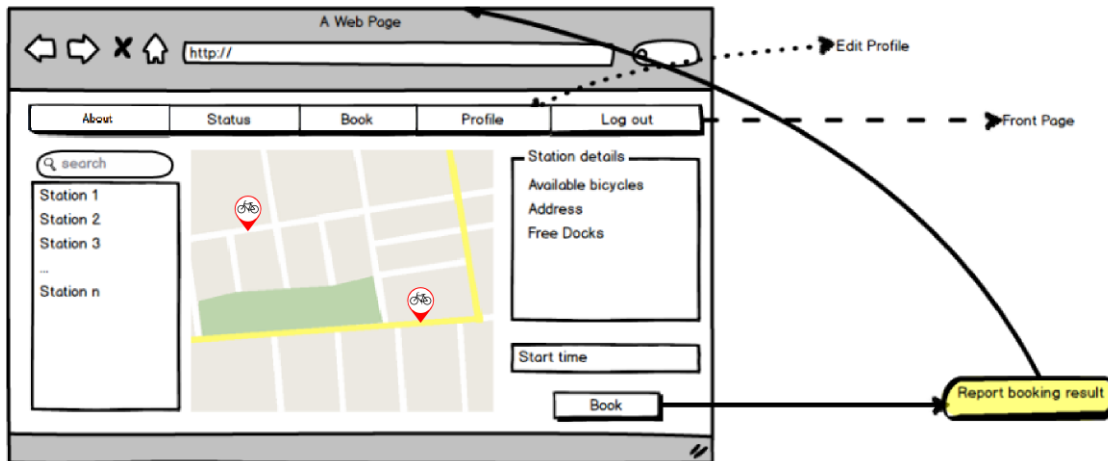 A Web Page
http://
Edit Profile
About
Status
Book
Profile
Log out
Front Page
search
Station 1
Station 2
Station 3
...
Station n
Station details
Available bicycles
Address
Free Docks
Start time
Book
Report booking result